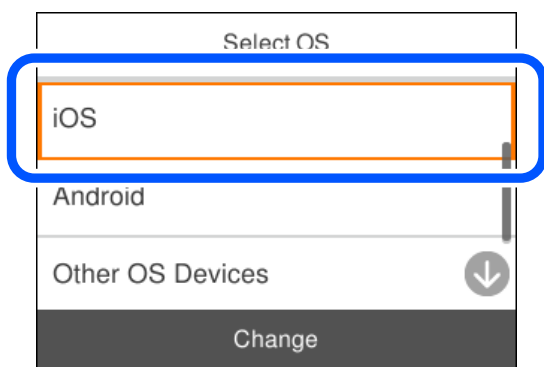 Select OS
iOS
Android
Other OS Devices
Change